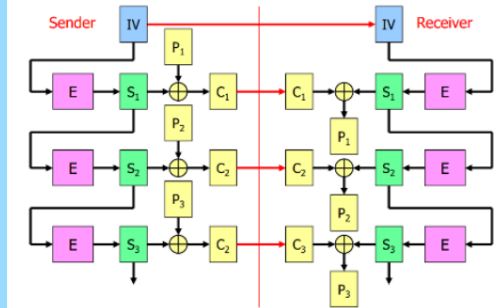 Sender IV IV Receiver
P₁
E S₁ C₁ C₁ S₁ E
P₂ P₁
E S₂ C₂ C₂ S₂ E
P₃ P₂
E S₃ C₂ C₃ S₃ E
P₃